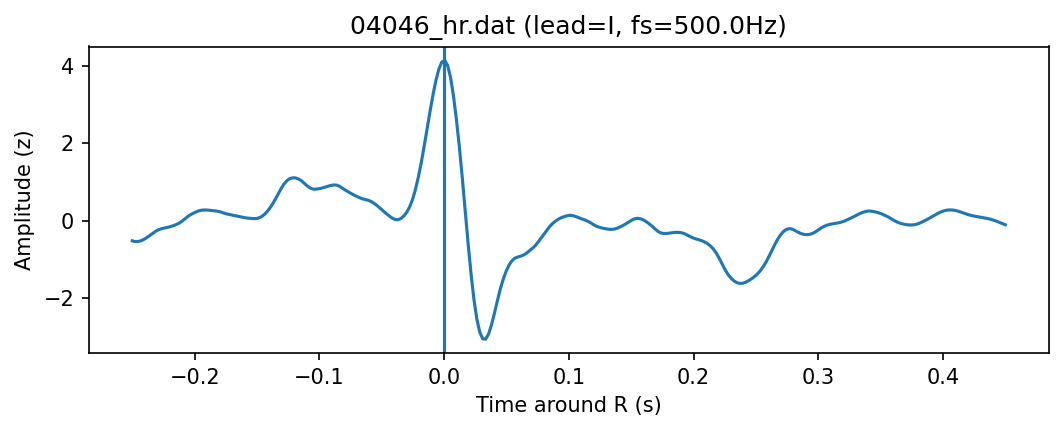 04046_hr.dat (lead=I, fs=500.0Hz)
Amplitude (z)
4
2
0
−2
−0.2 −0.1 0.0 0.1 0.2 0.3 0.4
Time around R (s)